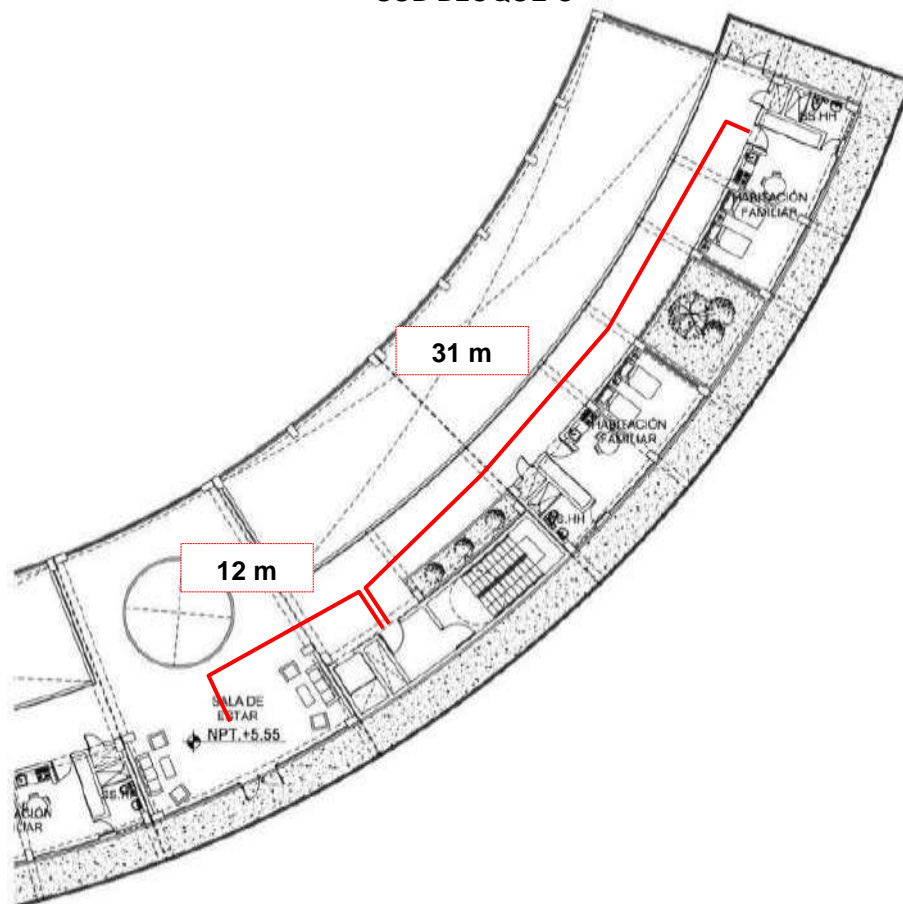 SS.HH
HABITACIÓN
FAMILIAR
31 m
HABITACIÓN
FAMILIAR
SS.HH
12 m
SALA DE
ESTAR
NPT.+5.55
SS.HH